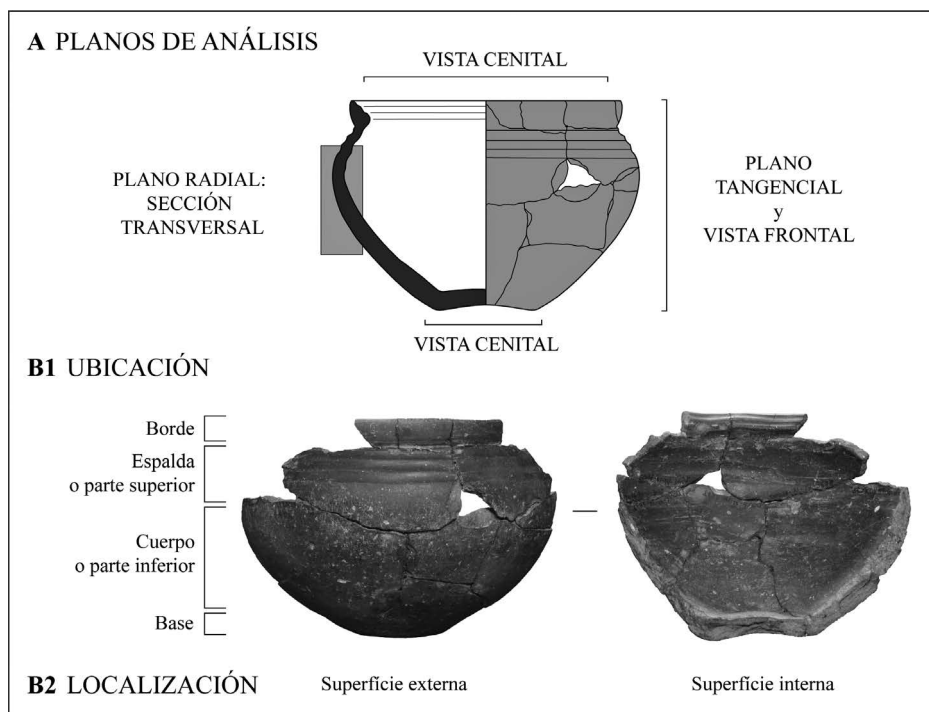 A PLANOS DE ANÁLISIS
VISTA CENITAL
PLANO RADIAL:
SECCIÓN
TRANSVERSAL
PLANO
TANGENCIAL
y
VISTA FRONTAL
VISTA CENITAL
B1 UBICACIÓN
Borde
Espalda
o parte superior
Cuerpo
o parte inferior
Base
B2 LOCALIZACIÓN
Superfície externa
Superfície interna